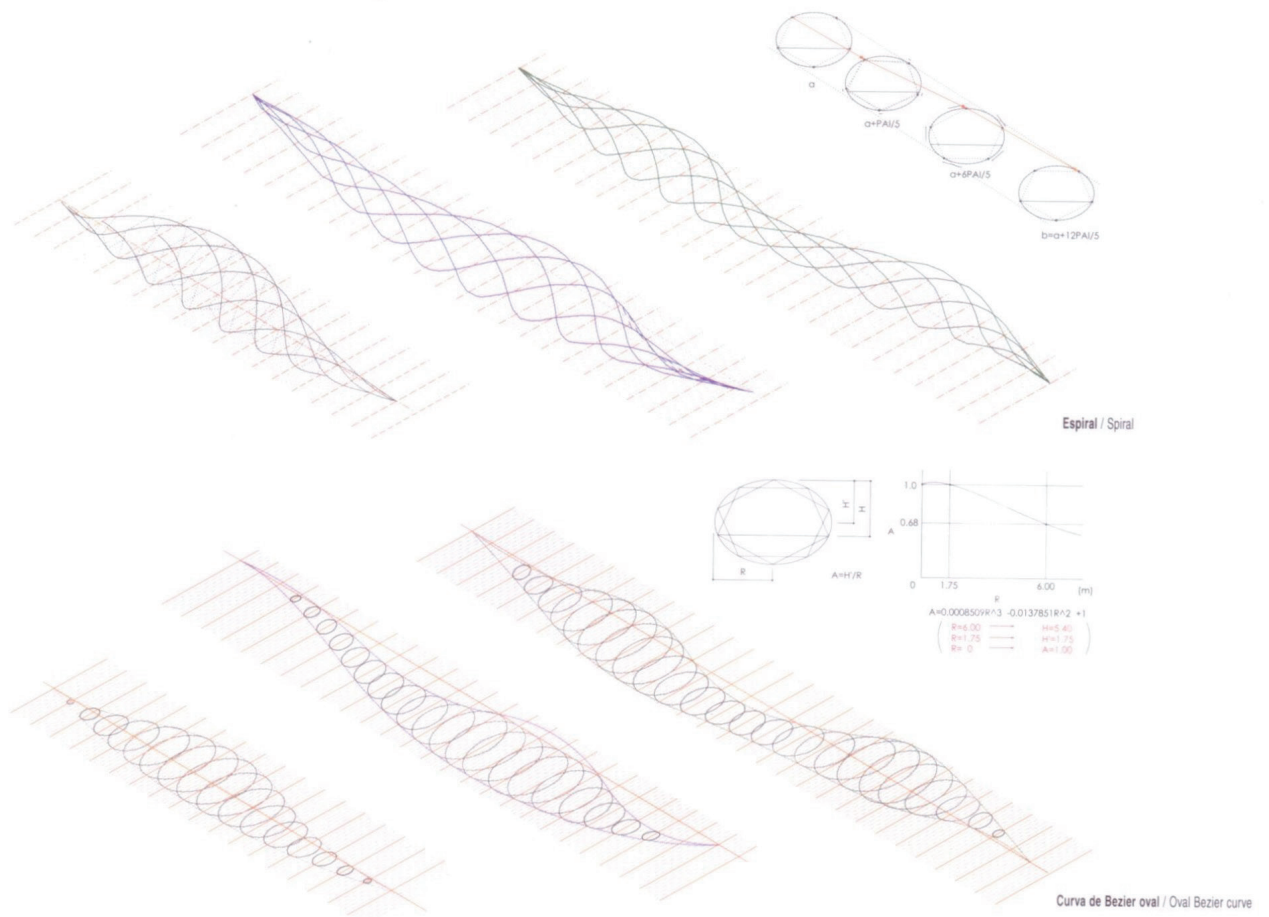 a
a+PAI/5
a+6PAI/5
b=a+12PAI/5
Espiral / Spiral
H'
H
R
A=H'/R
1.0
0.68
A
0
1.75
6.00
(m)
R
A=0.0008509R^3 -0.0137851R^2 +1
R=6.00 H=5.40
R=1.75 H'=1.75
R= 0 A=1.00
Curva de Bezier oval / Oval Bezier curve